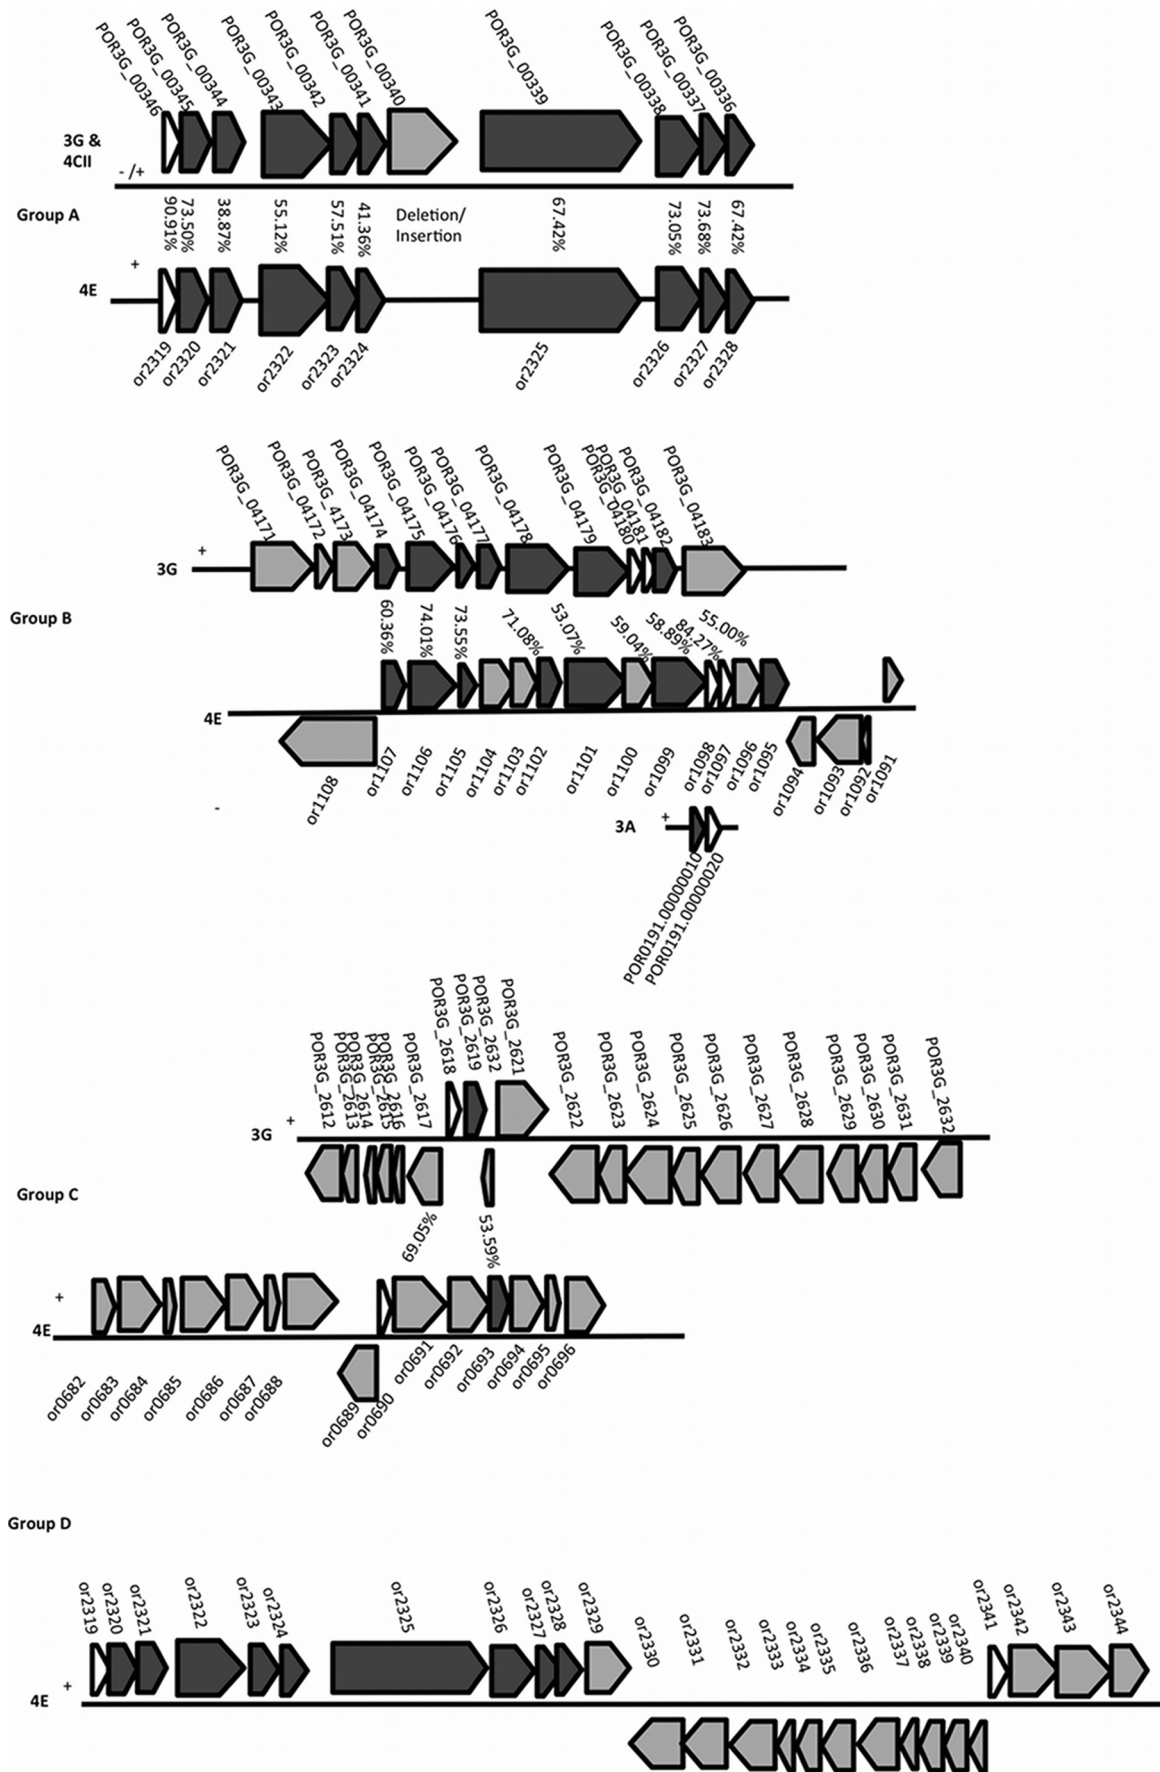 POR3G_00346
POR3G_00345
POR3G_00344
POR3G_00343
POR3G_00342
POR3G_00341
POR3G_00340
POR3G_00339
POR3G_00338
POR3G_00337
POR3G_00336
3G &
4CII
- /+
Group A
90.91%
73.50%
38.87%
55.12%
57.51%
41.36%
Deletion/
Insertion
67.42%
73.05%
73.68%
67.42%
+
4E
or2319
or2320
or2321
or2322
or2323
or2324
or2325
or2326
or2327
or2328
POR3G_04171
POR3G_04172
POR3G_4173
POR3G_04174
POR3G_04175
POR3G_04176
POR3G_04177
POR3G_04178
POR3G_04179
POR3G_04180
POR3G_04181
POR3G_04182
POR3G_04183
+
3G
Group B
60.36%
74.01%
73.55%
71.08%
53.07%
59.04%
58.89%
84.27%
55.00%
4E
or1108
or1107
or1106
or1105
or1104
or1103
or1102
or1101
or1100
or1099
or1098
or1097
or1096
or1095
or1094
or1093
or1092
or1091
-
3A
+
POR0191.00000010
POR0191.00000020
POR3G_2612
POR3G_2613
POR3G_2614
POR3G_2615
POR3G_2616
POR3G_2617
POR3G_2618
POR3G_2619
POR3G_2632
POR3G_2621
POR3G_2622
POR3G_2623
POR3G_2624
POR3G_2625
POR3G_2626
POR3G_2627
POR3G_2628
POR3G_2629
POR3G_2630
POR3G_2631
POR3G_2632
+
3G
Group C
69.05%
53.59%
+
4E
or0682
or0683
or0684
or0685
or0686
or0687
or0688
or0689
or0690
or0691
or0692
or0693
or0694
or0695
or0696
Group D
or2319
or2320
or2321
or2322
or2323
or2324
or2325
or2326
or2327
or2328
or2329
or2330
or2331
or2332
or2333
or2334
or2335
or2336
or2337
or2338
or2339
or2340
or2341
or2342
or2343
or2344
4E
+